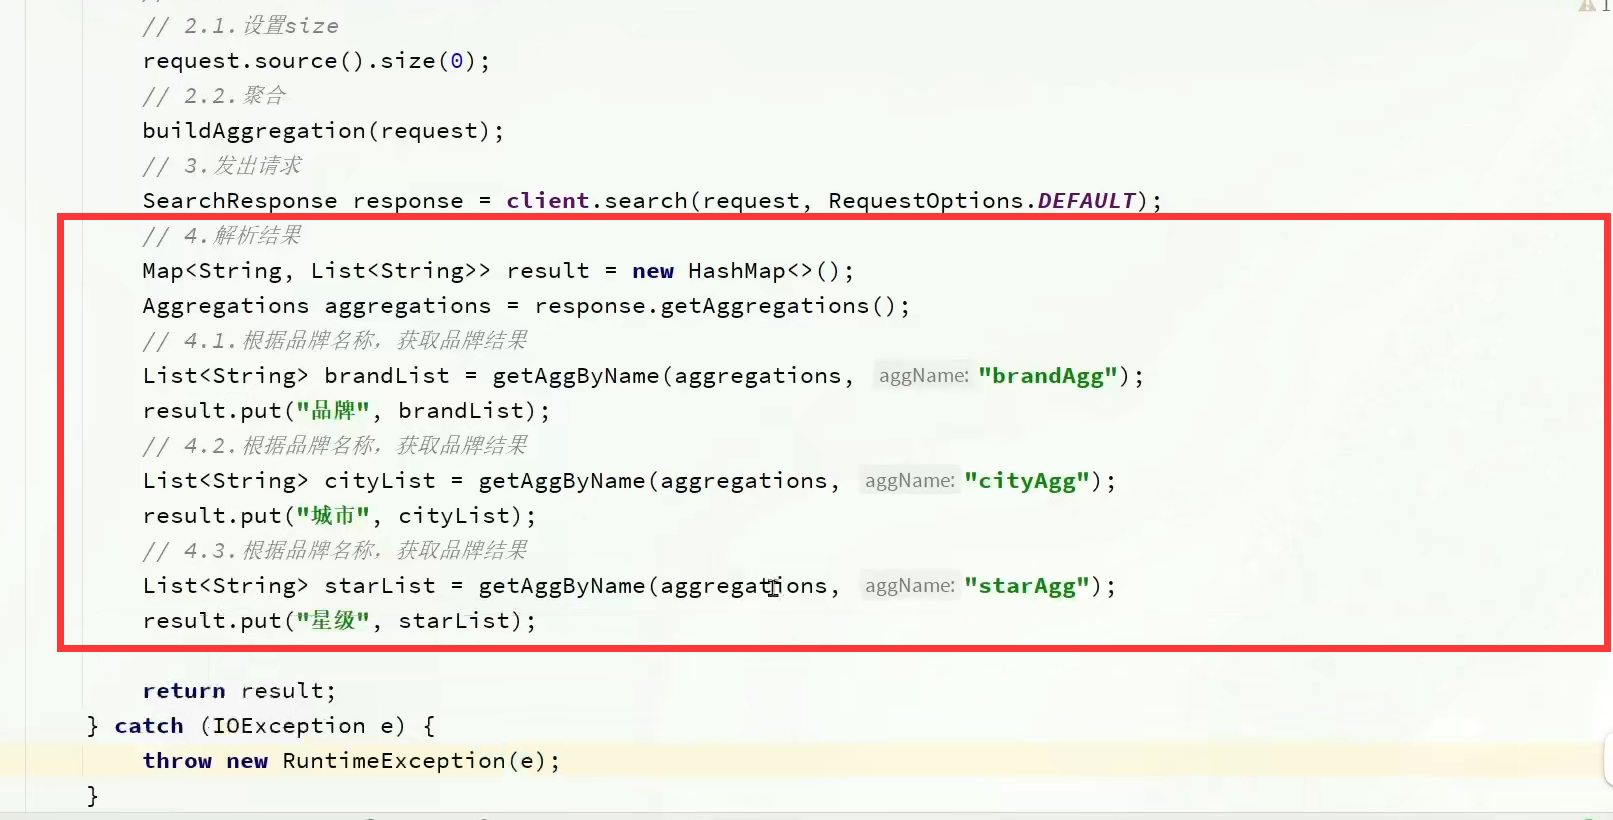 // 2.1.设置size
request.source().size(0);
// 2.2.聚合
buildAggregation(request);
// 3.发出请求
SearchResponse response = client.search(request, RequestOptions.DEFAULT);
// 4.解析结果
Map<String, List<String>> result = new HashMap<>();
Aggregations aggregations = response.getAggregations();
// 4.1.根据品牌名称，获取品牌结果
List<String> brandList = getAggByName(aggregations, aggName: "brandAgg");
result.put("品牌", brandList);
// 4.2.根据品牌名称，获取品牌结果
List<String> cityList = getAggByName(aggregations, aggName: "cityAgg");
result.put("城市", cityList);
// 4.3.根据品牌名称，获取品牌结果
List<String> starList = getAggByName(aggregations, aggName: "starAgg");
result.put("星级", starList);
return result;
} catch (IOException e) {
throw new RuntimeException(e);
}